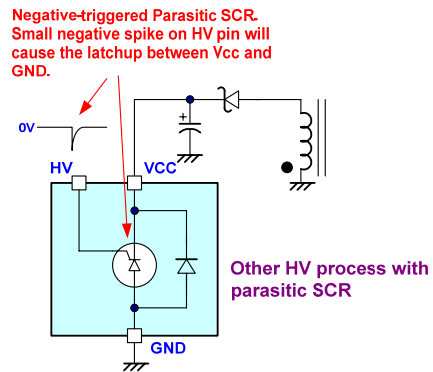 Negative-triggered Parasitic SCR.
Small negative spike on HV pin will
cause the latchup between Vcc and
GND.
0V
+
HV
VCC
Other HV process with
parasitic SCR
GND